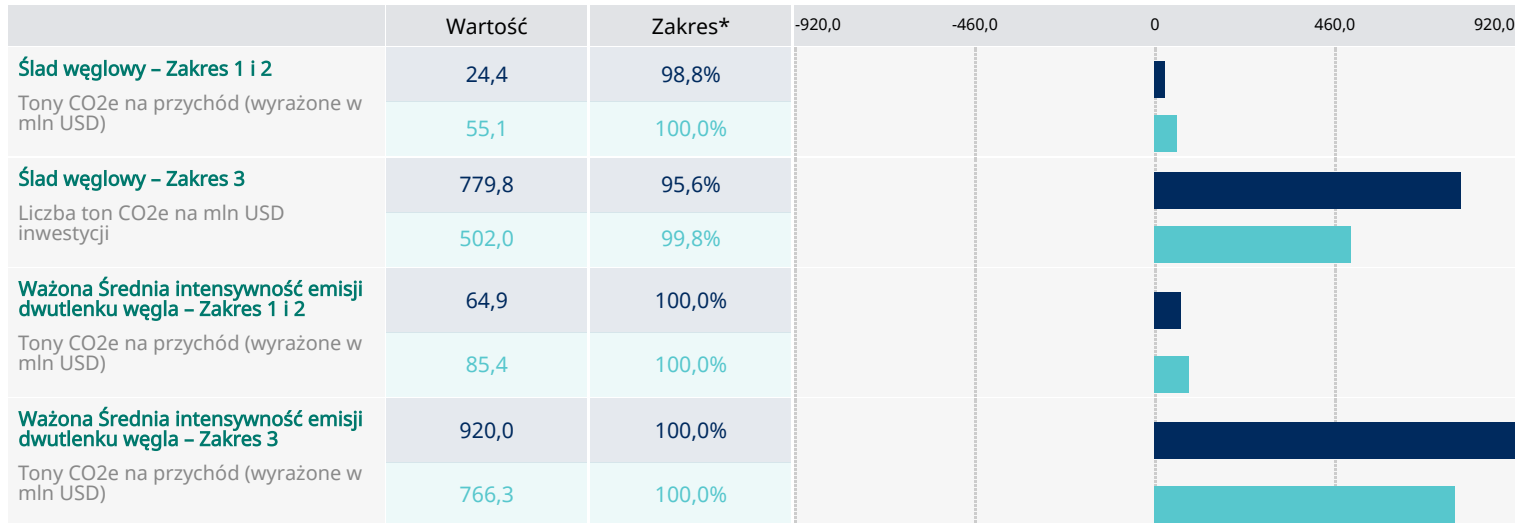 Wartość Zakres* -920,0 -460,0 0 460,0 920,0
Ślad węglowy – Zakres 1 i 2
Tony CO2e na przychód (wyrażone w
mln USD)
24,4 98,8%
55,1 100,0%
Ślad węglowy – Zakres 3
Liczba ton CO2e na mln USD
inwestycji
779,8 95,6%
502,0 99,8%
Ważona Średnia intensywność emisji
dwutlenku węgla – Zakres 1 i 2
Tony CO2e na przychód (wyrażone w
mln USD)
64,9 100,0%
85,4 100,0%
Ważona Średnia intensywność emisji
dwutlenku węgla – Zakres 3
Tony CO2e na przychód (wyrażone w
mln USD)
920,0 100,0%
766,3 100,0%